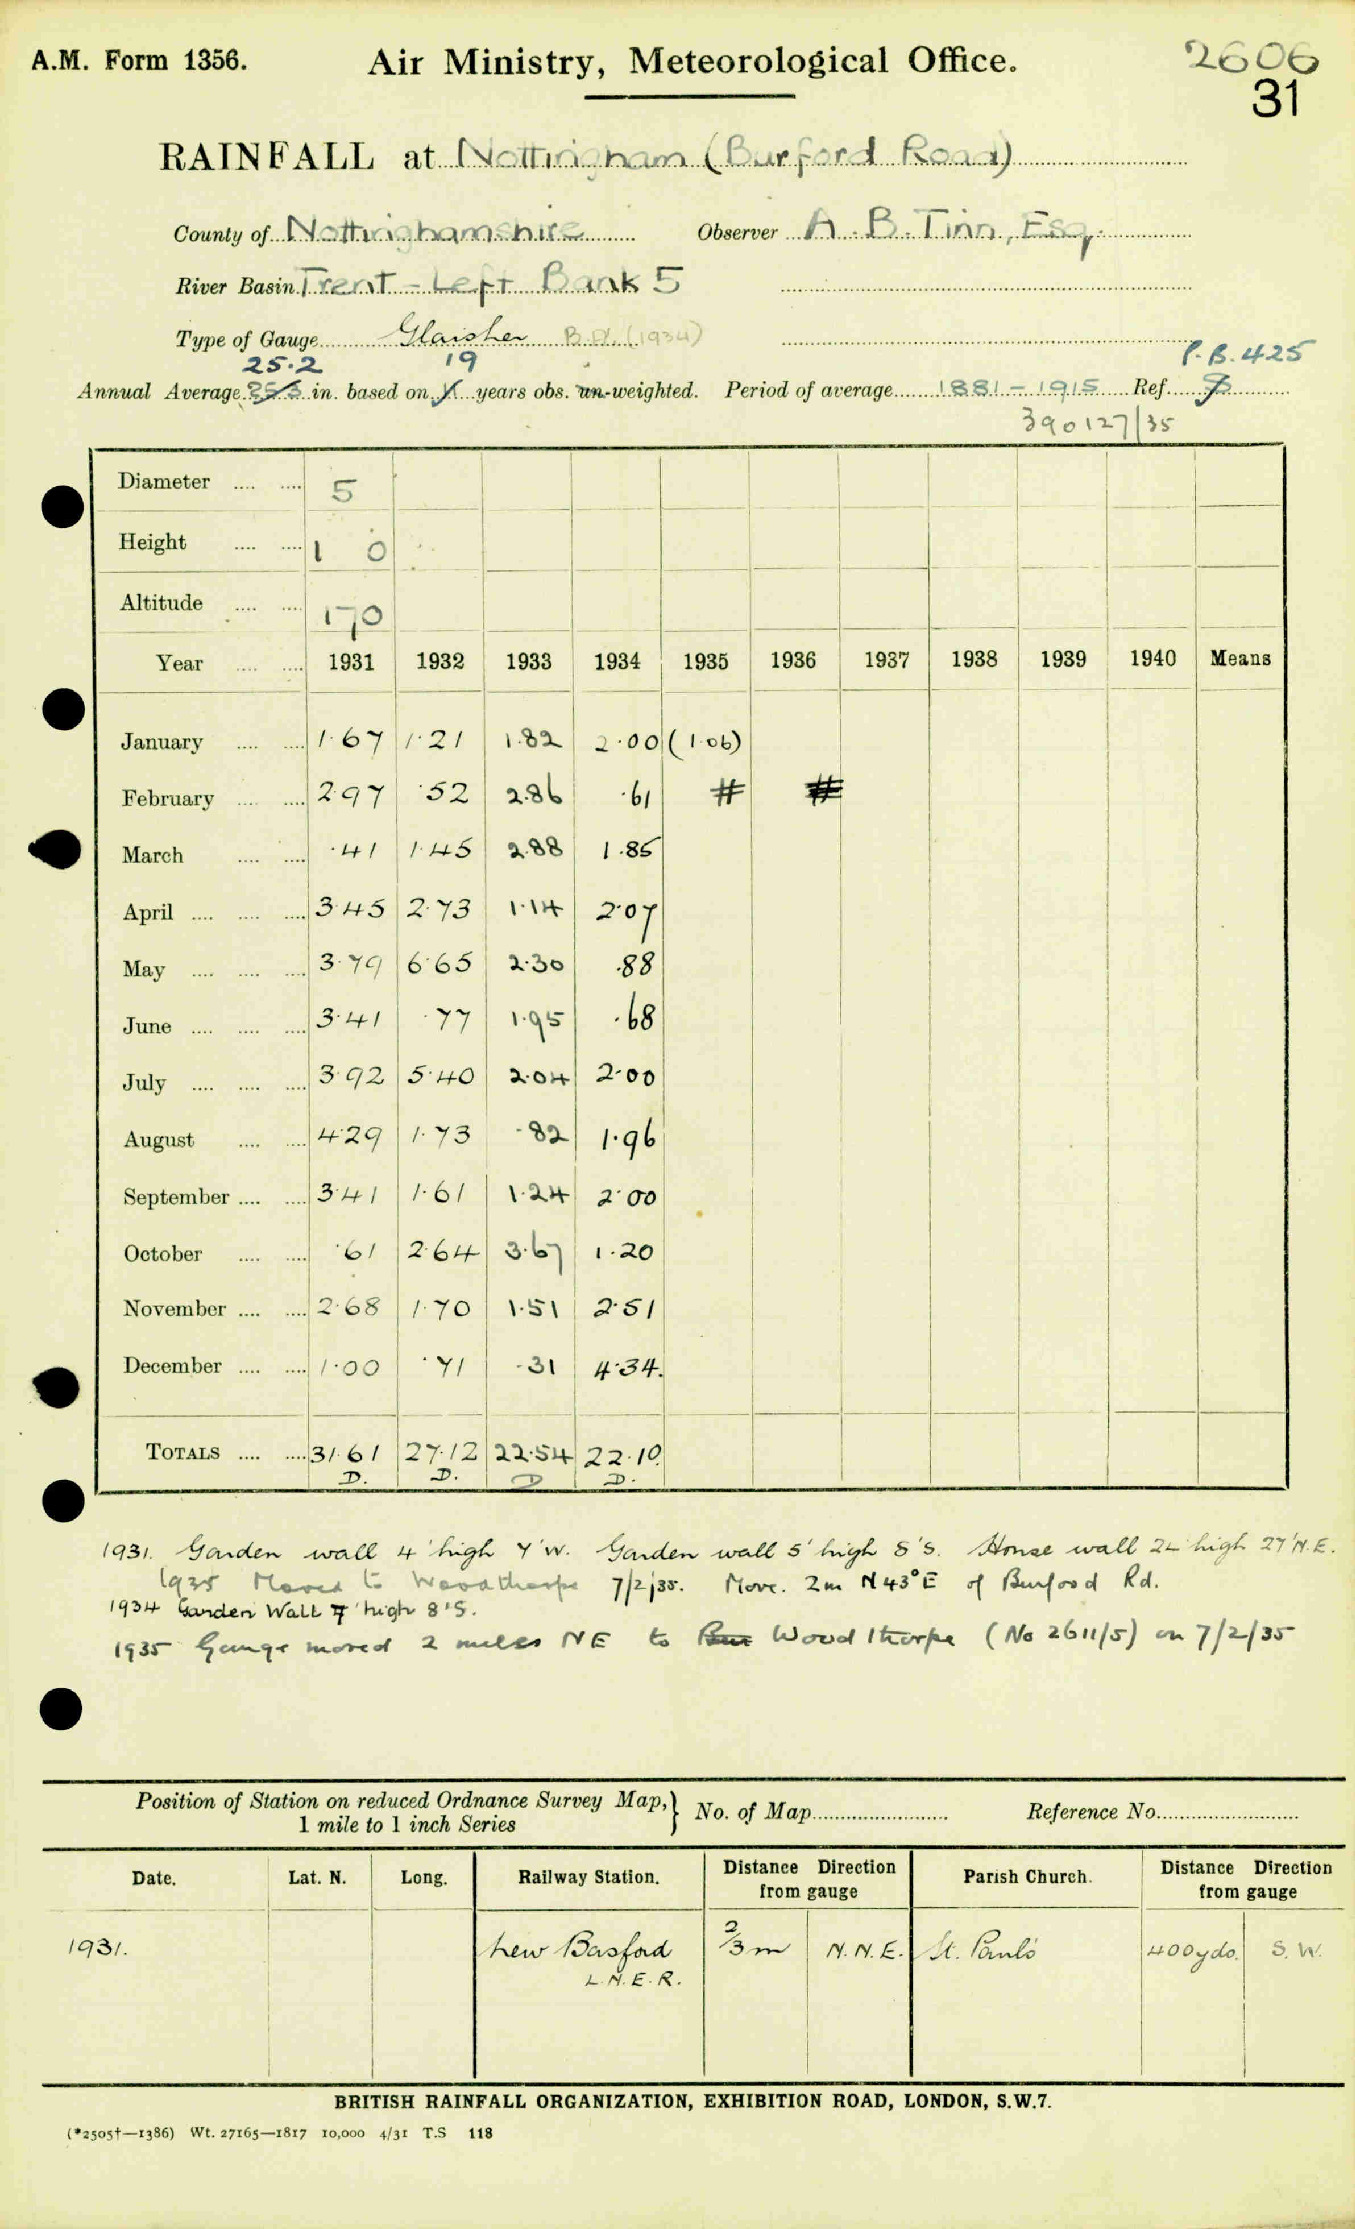 A.M. Form 1356. Air Ministry, Meteorological Office. 2606
31
RAINFALL at Nottingham (Burford Road)
County of Nottinghamshire Observer A. B. Tinn, Esq.
River Basin Trent - Left Bank 5
Type of Gauge Glaisher B.P. (1934)
25.2 19 P.B. 425
Annual Average in. based on years obs. un-weighted. Period of average 1881-1915 Ref.
390127/35
Diameter 5
Height 1 0
Altitude 170
Year 1931 1932 1933 1934 1935 1936 1937 1938 1939 1940 Means
January 1.67 1.21 1.82 2.00 (1.06)
February 2.97 .52 2.86 .61 # #
March .41 1.45 2.88 1.85
April 3.45 2.73 1.14 2.07
May 3.79 6.65 2.30 .88
June 3.41 .77 1.95 .68
July 3.92 5.40 2.04 2.00
August 4.29 1.73 .82 1.96
September 3.41 1.61 1.24 2.00
October .61 2.64 3.67 1.20
November 2.68 1.70 1.51 2.51
December 1.00 .71 .31 4.34
TOTALS 31.61 27.12 22.54 22.10
D. D. D D.
1931. Garden wall 4' high 7' W. Garden wall 5' high 8' S. House wall 22' high 27' N.E.
1935 Moved to Woodthorpe 7/2/35. Move. 2m N43°E of Burford Rd.
1934 Garden Wall 7' high 8'S.
1935 Gauge moved 2 miles NE to Woodthorpe (No 2611/5) on 7/2/35
Position of Station on reduced Ordnance Survey Map, 1 mile to 1 inch Series } No. of Map Reference No.
Date. Lat. N. Long. Railway Station. Distance Direction from gauge Parish Church. Distance Direction from gauge
1931. New Basford 2/3 m N.N.E. St. Paul's 400 yds. S.W.
L.N.E.R.
BRITISH RAINFALL ORGANIZATION, EXHIBITION ROAD, LONDON, S.W.7.
(*2505†—1386) Wt. 27165—1817 10,000 4/31 T.S 118